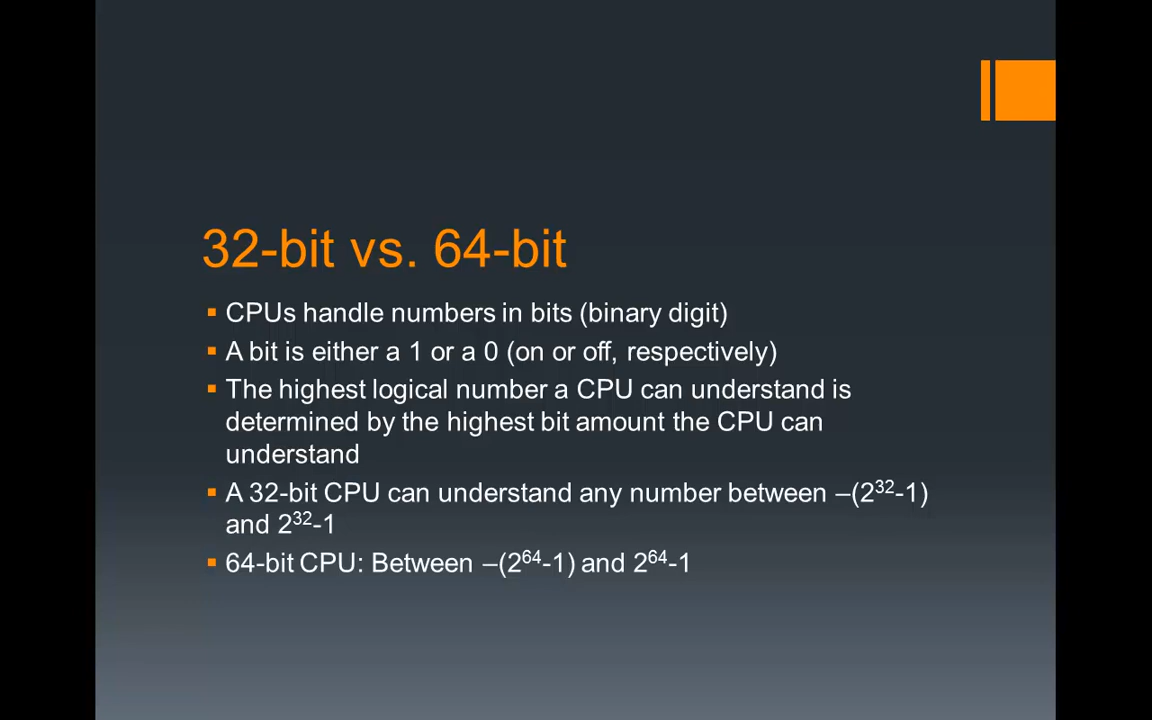 32-bit vs. 64-bit
▪ CPUs handle numbers in bits (binary digit)
▪ A bit is either a 1 or a 0 (on or off, respectively)
▪ The highest logical number a CPU can understand is
determined by the highest bit amount the CPU can
understand
▪ A 32-bit CPU can understand any number between –(2³²-1)
and 2³²-1
▪ 64-bit CPU: Between –(2⁶⁴-1) and 2⁶⁴-1